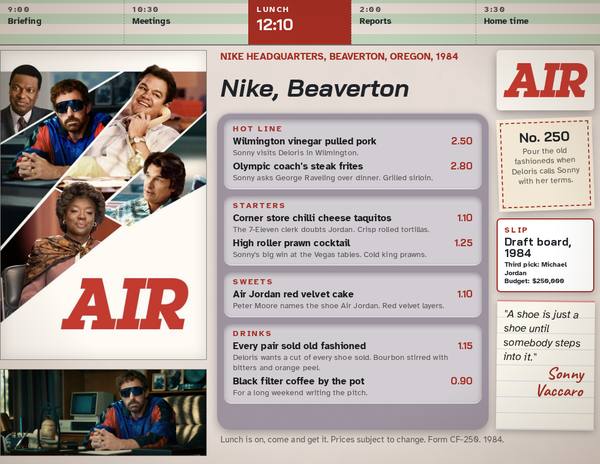 9:00
Briefing
10:30
Meetings
LUNCH
12:10
2:00
Reports
3:30
Home time
AIR
NIKE HEADQUARTERS, BEAVERTON, OREGON, 1984
Nike, Beaverton
HOT LINE
Wilmington vinegar pulled pork 2.50
Sonny visits Deloris in Wilmington.
Olympic coach's steak frites 2.80
Sonny asks George Raveling over dinner. Grilled sirloin.
STARTERS
Corner store chilli cheese taquitos 1.10
The 7-Eleven clerk doubts Jordan. Crisp rolled tortillas.
High roller prawn cocktail 1.25
Sonny's big win at the Vegas tables. Cold king prawns.
SWEETS
Air Jordan red velvet cake 1.10
Peter Moore names the shoe Air Jordan. Red velvet layers.
DRINKS
Every pair sold old fashioned 1.15
Deloris wants a cut of every shoe sold. Bourbon stirred with
bitters and orange peel.
Black filter coffee by the pot 0.90
For a long weekend writing the pitch.
Lunch is on, come and get it. Prices subject to change. Form CF-250. 1984.
AIR
No. 250
Pour the old
fashioneds when
Deloris calls Sonny
with her terms.
SLIP
Draft board,
1984
Third pick: Michael
Jordan
Budget: $250,000
"A shoe is just a
shoe until
somebody steps
into it."
Sonny
Vaccaro